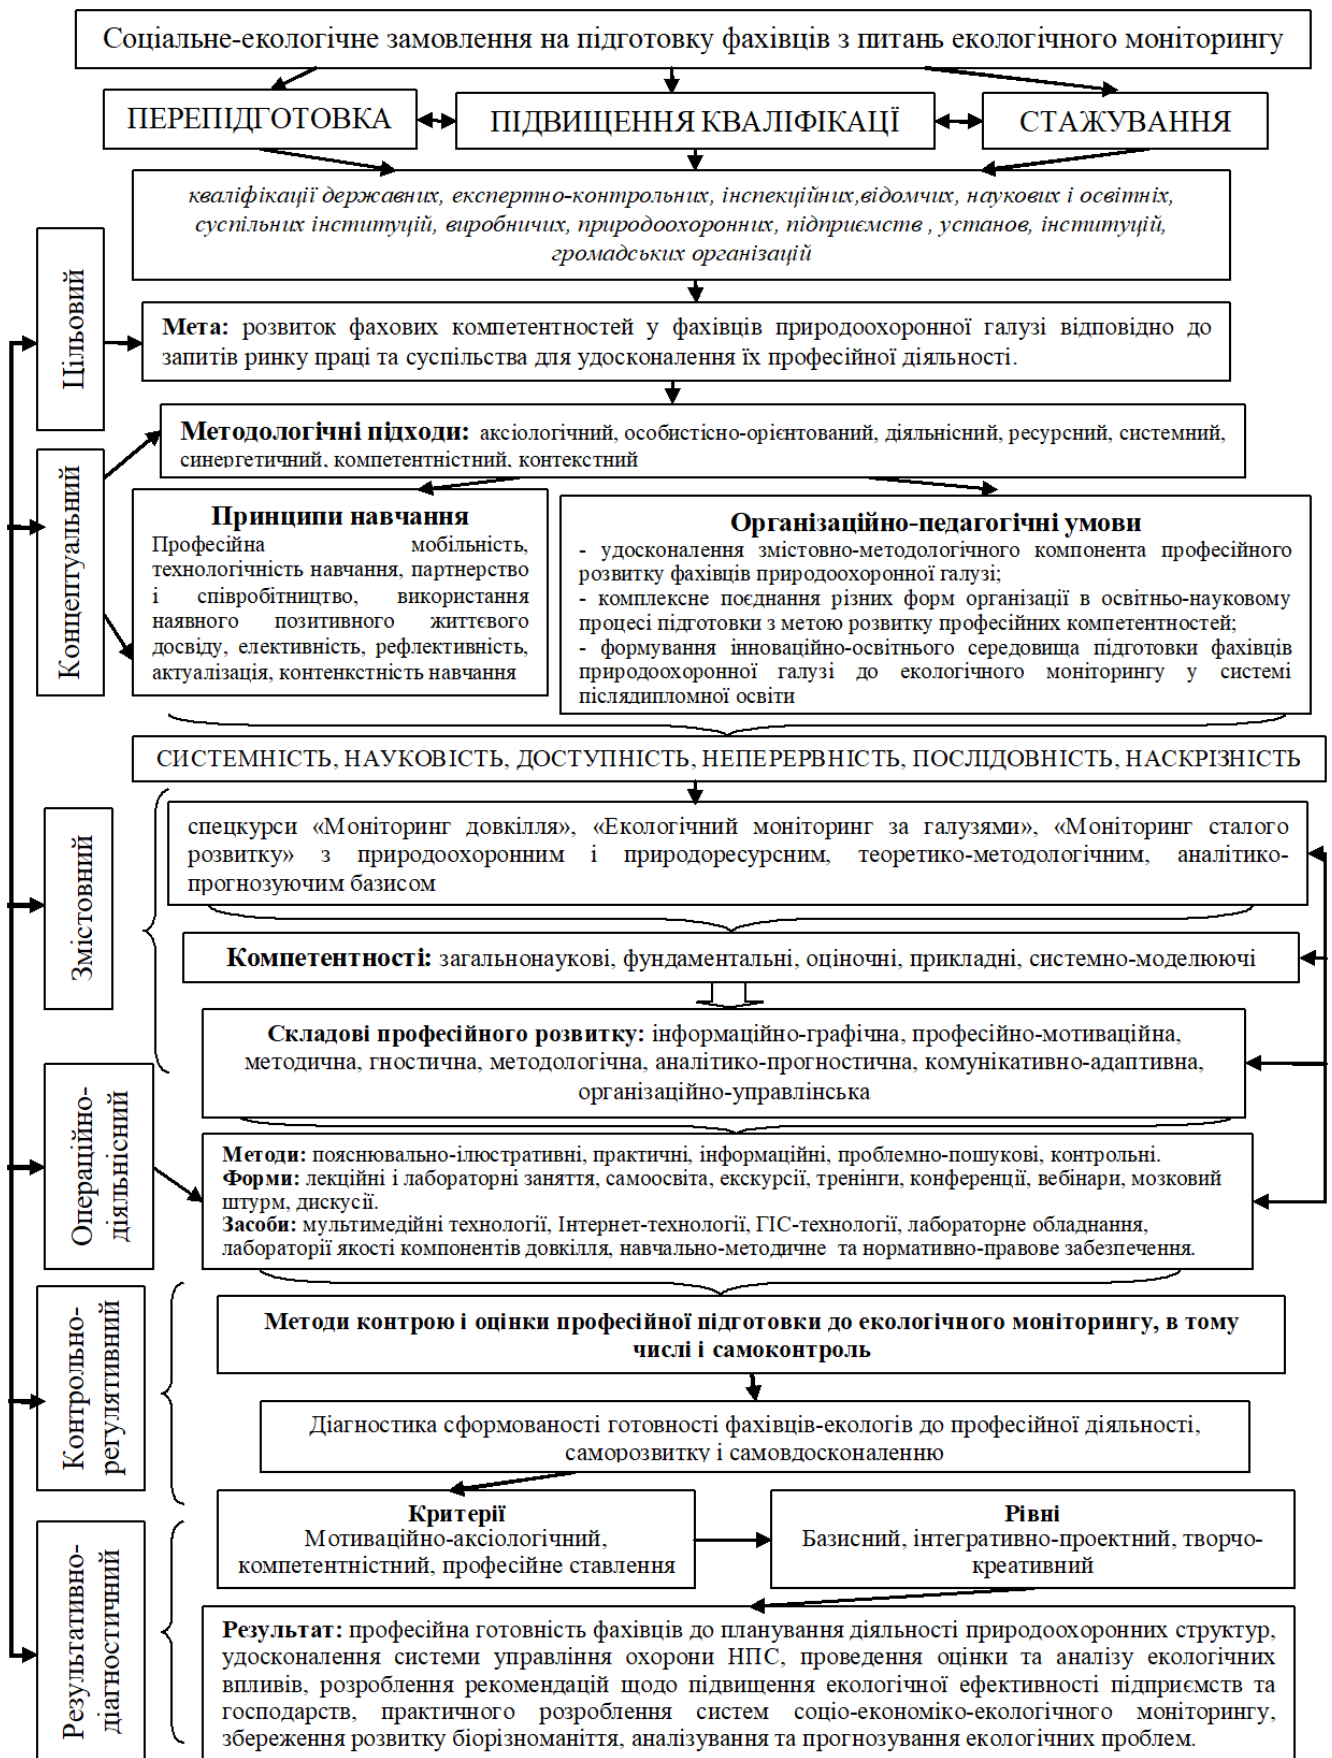 Соціальне-екологічне замовлення на підготовку фахівців з питань екологічного моніторингу
ПЕРЕПІДГОТОВКА
ПІДВИЩЕННЯ КВАЛІФІКАЦІ
СТАЖУВАННЯ
кваліфікації державних, експертно-контрольних, інспекційних,відомчих, наукових і освітніх,
суспільних інституцій, виробничих, природоохоронних, підприємств , установ, інституцій,
громадських організацій
Цільовий
Мета: розвиток фахових компетентностей у фахівців природоохоронної галузі відповідно до
запитів ринку праці та суспільства для удосконалення їх професійної діяльності.
Концептуальний
Методологічні підходи: аксіологічний, особистісно-орієнтований, діяльнісний, ресурсний, системний,
синергетичний, компетентністний, контекстний
Принципи навчання
Професійна мобільність,
технологічність навчання, партнерство
і співробітництво, використання
наявного позитивного життєвого
досвіду, елективність, рефлективність,
актуалізація, контенкстність навчання
Організаційно-педагогічні умови
- удосконалення змістовно-методологічного компонента професійного
розвитку фахівців природоохоронної галузі;
- комплексне поєднання різних форм організації в освітньо-науковому
процесі підготовки з метою розвитку професійних компетентностей;
- формування інноваційно-освітнього середовища підготовки фахівців
природоохоронної галузі до екологічного моніторингу у системі
післядипломної освіти
СИСТЕМНІСТЬ, НАУКОВІСТЬ, ДОСТУПНІСТЬ, НЕПЕРЕРВНІСТЬ, ПОСЛІДОВНІСТЬ, НАСКРІЗНІСТЬ
Змістовний
спецкурси «Моніторинг довкілля», «Екологічний моніторинг за галузями», «Моніторинг сталого
розвитку» з природоохоронним і природоресурсним, теоретико-методологічним, аналітико-
прогнозуючим базисом
Компетентності: загальнонаукові, фундаментальні, оціночні, прикладні, системно-моделюючі
Складові професійного розвитку: інформаційно-графічна, професійно-мотиваційна,
методична, гностична, методологічна, аналітико-прогностична, комунікативно-адаптивна,
організаційно-управлінська
Операційно-
діяльнісний
Методи: пояснювально-ілюстративні, практичні, інформаційні, проблемно-пошукові, контрольні.
Форми: лекційні і лабораторні заняття, самоосвіта, екскурсії, тренінги, конференції, вебінари, мозковий
штурм, дискусії.
Засоби: мультимедійні технології, Інтернет-технології, ГІС-технології, лабораторне обладнання,
лабораторії якості компонентів довкілля, навчально-методичне та нормативно-правове забезпечення.
Контрольно-
регулятивний
Методи контрою і оцінки професійної підготовки до екологічного моніторингу, в тому
числі і самоконтроль
Діагностика сформованості готовності фахівців-екологів до професійної діяльності,
саморозвитку і самовдосконаленню
Критерії
Мотиваційно-аксіологічний,
компетентністний, професійне ставлення
Рівні
Базисний, інтегративно-проектний, творчо-
креативний
Результативно-
діагностичний
Результат: професійна готовність фахівців до планування діяльності природоохоронних структур,
удосконалення системи управління охорони НПС, проведення оцінки та аналізу екологічних
впливів, розроблення рекомендацій щодо підвищення екологічної ефективності підприємств та
господарств, практичного розроблення систем соціо-економіко-екологічного моніторингу,
збереження розвитку біорізноманіття, аналізування та прогнозування екологічних проблем.